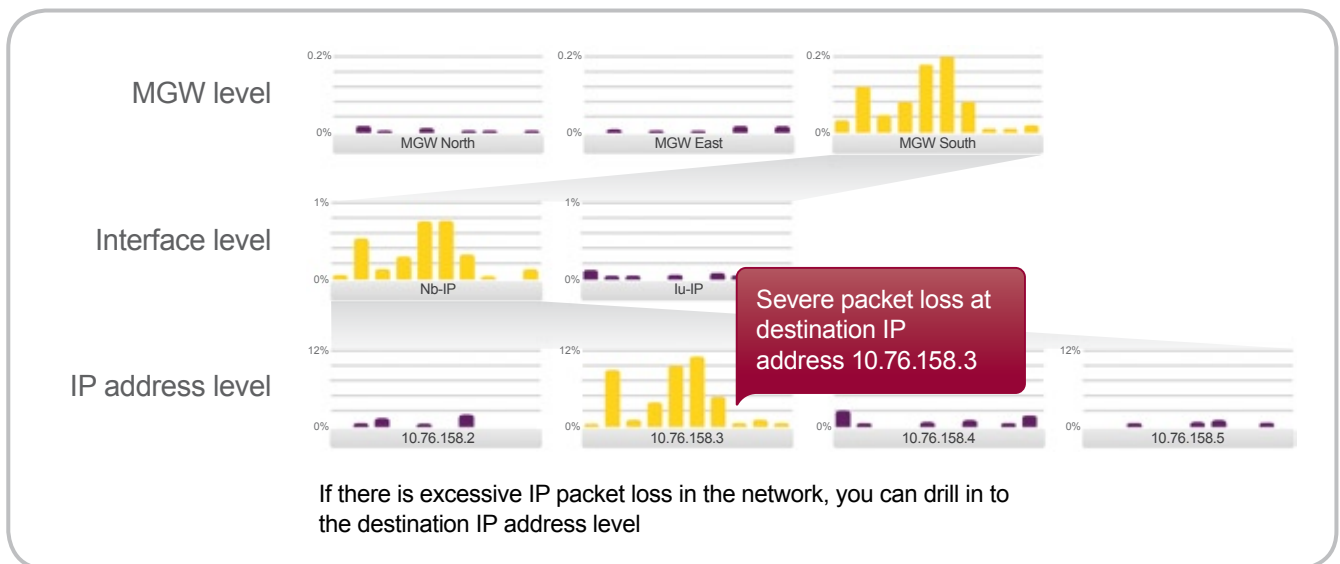 MGW level
0.2%
0%
MGW North
0.2%
0%
MGW East
0.2%
0%
MGW South
Interface level
1%
0%
Nb-IP
1%
0%
Iu-IP
Severe packet loss at
destination IP
address 10.76.158.3
IP address level
12%
0%
10.76.158.2
12%
0%
10.76.158.3
0%
10.76.158.4
12%
0%
10.76.158.5
If there is excessive IP packet loss in the network, you can drill in to
the destination IP address level